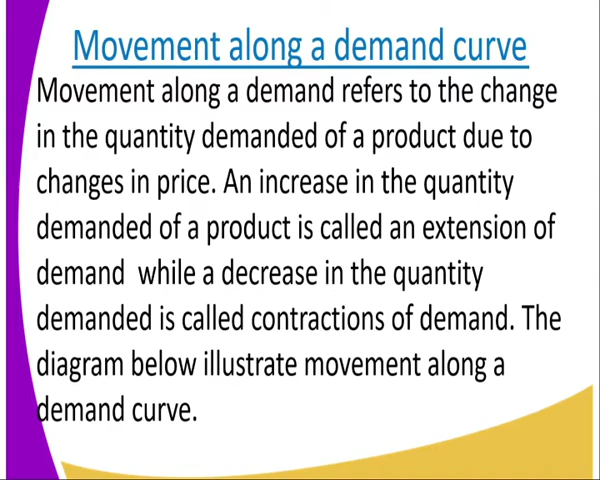 Movement along a demand curve
Movement along a demand refers to the change
in the quantity demanded of a product due to
changes in price. An increase in the quantity
demanded of a product is called an extension of
demand  while a decrease in the quantity
demanded is called contractions of demand. The
diagram below illustrate movement along a
demand curve.